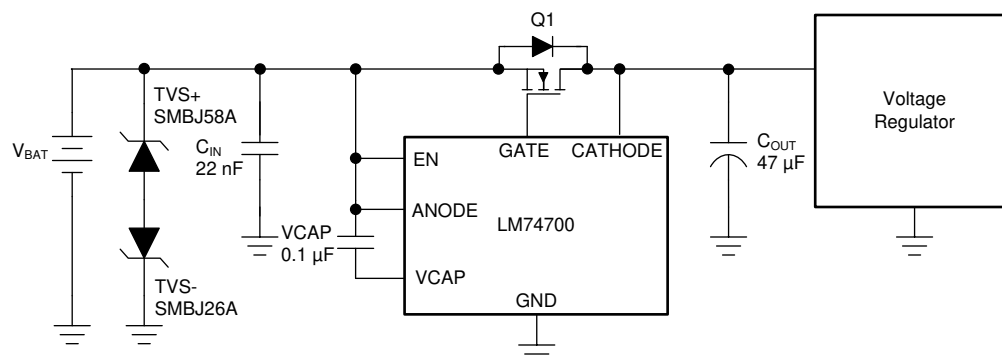 Q1
TVS+
SMBJ58A
V_BAT
C_IN
22 nF
EN
GATE
CATHODE
Voltage
Regulator
C_OUT
47 µF
ANODE
LM74700
VCAP
0.1 µF
VCAP
TVS-
SMBJ26A
GND